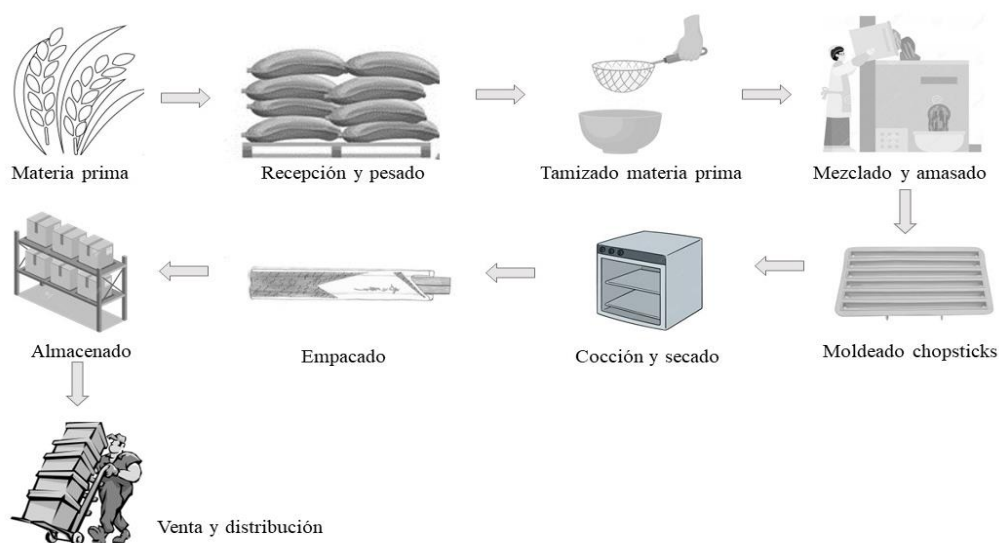 Materia prima
Recepción y pesado
Tamizado materia prima
Mezclado y amasado
Moldeado chopsticks
Cocción y secado
Empacado
Almacenado
Venta y distribución